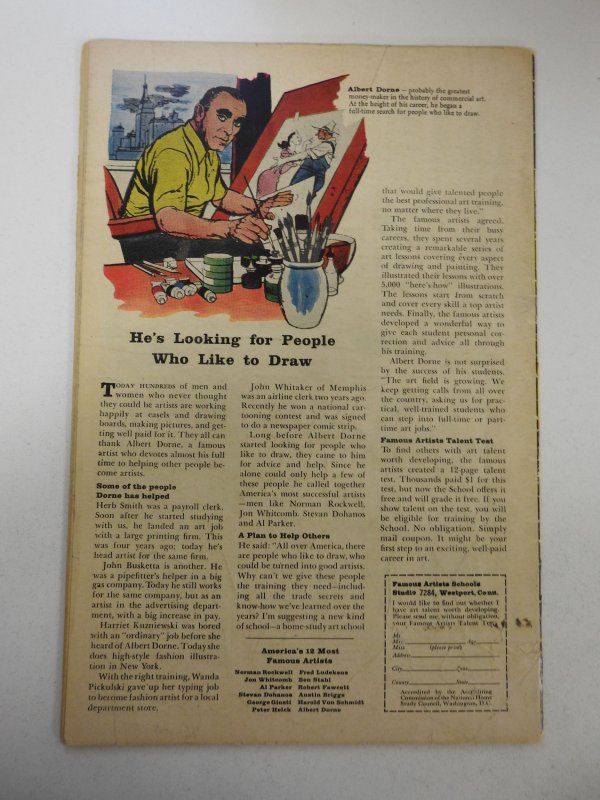 Albert Dorne — probably the greatest
money-maker in the history of commercial art.
At the height of his career, he began a
full-time search for people who like to draw.
He's Looking for People
Who Like to Draw
TODAY HUNDREDS of men and
women who never thought
they could be artists are working
happily at easels and drawing
boards, making pictures, and get-
ting well paid for it. They all can
thank Albert Dorne, a famous
artist who devotes almost his full
time to helping other people be-
come artists.
Some of the people
Dorne has helped
Herb Smith was a payroll clerk.
Soon after he started studying
with us, he landed an art job
with a large printing firm. This
was four years ago; today he's
head artist for the same firm.
John Busketta is another. He
was a pipefitter's helper in a big
gas company. Today he still works
for the same company, but as an
artist in the advertising depart-
ment, with a big increase in pay.
Harriet Kuzniewski was bored
with an "ordinary" job before she
heard of Albert Dorne. Today she
does high-style fashion illustra-
tion in New York.
With the right training, Wanda
Pickulski gave up her typing job
to become fashion artist for a local
department store,
John Whitaker of Memphis
was an airline clerk two years ago.
Recently he won a national car-
tooning contest and was signed
to do a newspaper comic strip.
Long before Albert Dorne
started looking for people who
like to draw, they came to him
for advice and help. Since he
alone could only help a few of
these people he called together
America's most successful artists
—men like Norman Rockwell,
Jon Whitcomb, Stevan Dohanos
and Al Parker.
A Plan to Help Others
He said: "All over America, there
are people who like to draw, who
could be turned into good artists.
Why can't we give these people
the training they need—includ-
ing all the trade secrets and
know-how we've learned over the
years? I'm suggesting a new kind
of school—a home-study art school
America's 12 Most
Famous Artists
Norman Rockwell Fred Ludekens
Jon Whitcomb Ben Stahl
Al Parker Robert Fawcett
Stevan Dohanos Austin Briggs
George Giusti Harold Von Schmidt
Peter Helck Albert Dorne
that would give talented people
the best professional art training,
no matter where they live."
The famous artists agreed.
Taking time from their busy
careers, they spent several years
creating a remarkable series of
art lessons covering every aspect
of drawing and painting. They
illustrated their lessons with over
5,000 "here's-how" illustrations.
The lessons start from scratch
and cover every skill a top artist
needs. Finally, the famous artists
developed a wonderful way to
give each student personal cor-
rection and advice all through
his training.
Albert Dorne is not surprised
by the success of his students.
"The art field is growing. We
keep getting calls from all over
the country, asking us for prac-
tical, well-trained students who
can step into full-time or part-
time art jobs."
Famous Artists Talent Test
To find others with art talent
worth developing, the famous
artists created a 12-page talent
test. Thousands paid $1 for this
test, but now the School offers it
free and will grade it free. If you
show talent on the test, you will
be eligible for training by the
School. No obligation. Simply
mail coupon. It might be your
first step to an exciting, well-paid
career in art.
Famous Artists Schools
Studio 7284, Westport, Conn.
I would like to find out whether I
have art talent worth developing.
Please send me, without obligation,
your Famous Artists Talent Test.
Mr.
Mrs. Age
Miss (please print)
Address
City Zone
County State
Accredited by the Accrediting
Commission of the National Home
Study Council, Washington, D.C.